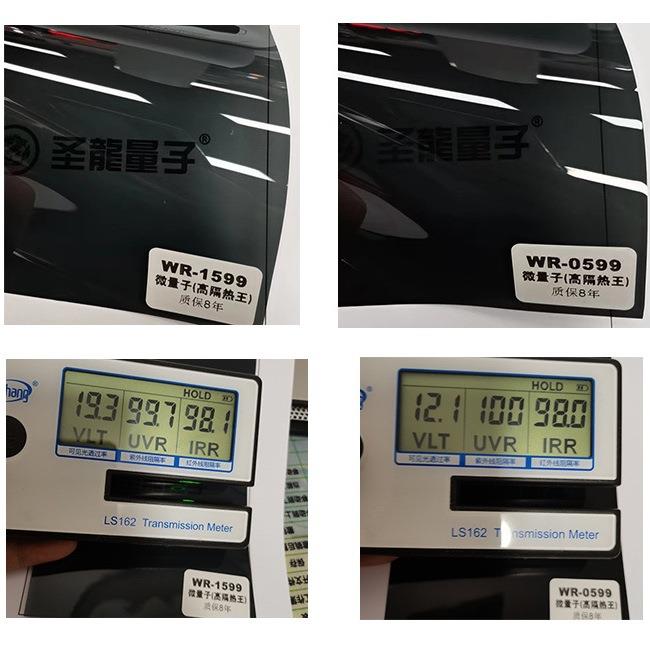 圣龍量子®
WR-1599
微量子(高隔热王)
质保8年
圣龍量子®
WR-0599
微量子(高隔热王)
质保8年
hang®
HOLD
19.3 99.7 98.1
VLT UVR IRR
可见光透过率 紫外线阻隔率 红外线阻隔率
LS162 Transmission Meter
WR-1599
微量子(高隔热王)
质保8年
®
HOLD
12.1 100 98.0
VLT UVR IRR
可见光透过率 紫外线阻隔率 红外线阻隔率
LS162 Transmission Meter
WR-0599
微量子(高隔热王)
质保8年